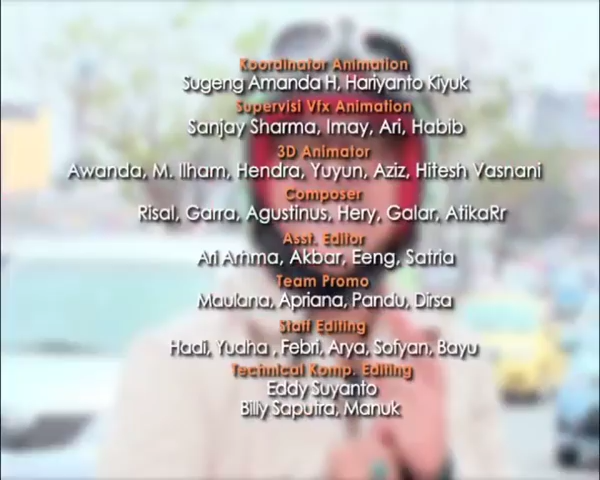 Koordinator Animation
Sugeng Amanda H, Hariyanto Kiyuk
Supervisi Vfx Animation
Sanjay Sharma, Imay, Ari, Habib
3D Animator
Awanda, M. Ilham, Hendra, Yuyun, Aziz, Hitesh Vasnani
Composer
Risal, Garra, Agustinus, Hery, Galar, AtikaRr
Asst. Editor
Ari Arhma, Akbar, Eeng, Satria
Team Promo
Maulana, Apriana, Pandu, Dirsa
Staff Editing
Hadi, Yudha , Febri, Arya, Sofyan, Bayu
Technical Komp. Editing
Eddy Suyanto
Billy Saputra, Manuk